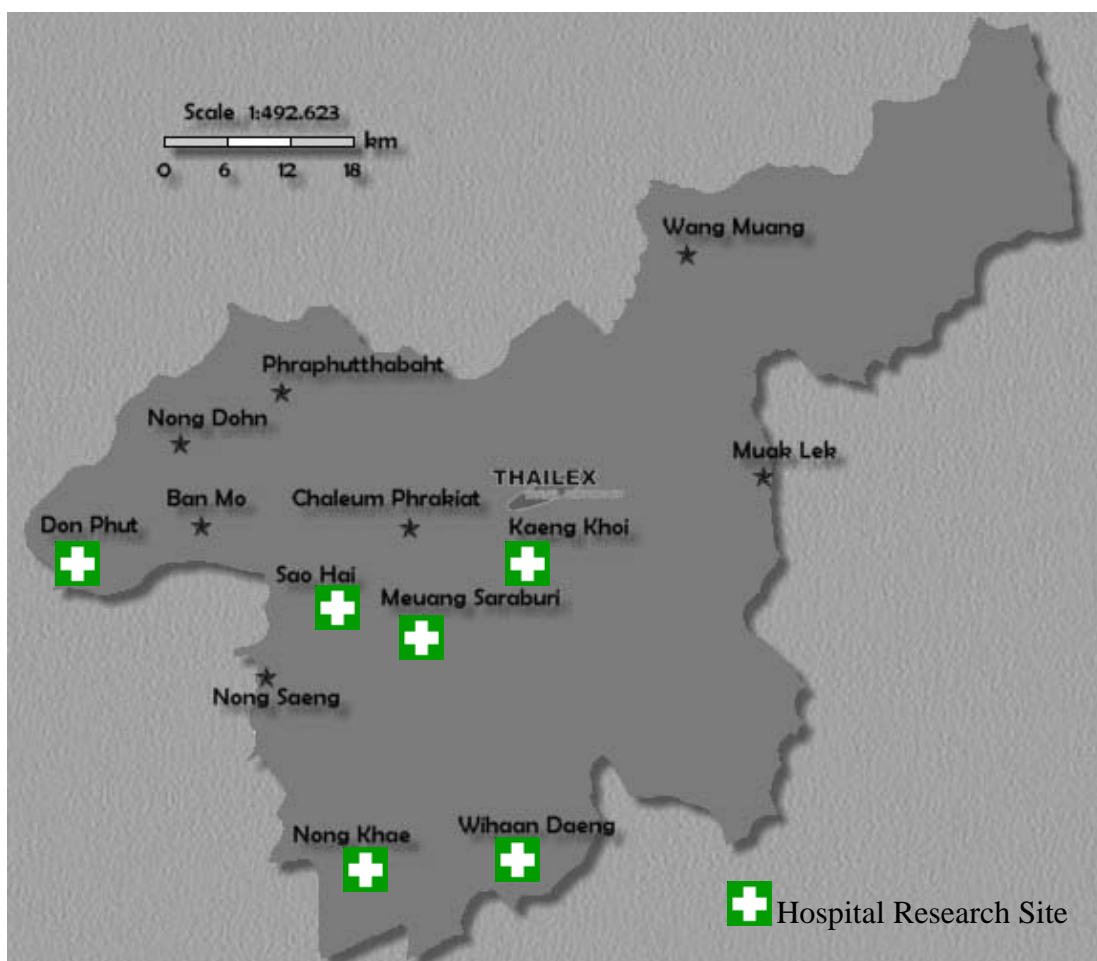 Scale 1:492.623
km
0 6 12 18
Wang Muang
Phraphutthabaht
Nong Dohn
Muak Lek
THAILEX
Ban Mo
Chaleum Phrakiat
Don Phut
Kaeng Khoi
Sao Hai
Meuang Saraburi
Nong Saeng
Nong Khae
Wihaan Daeng
Hospital Research Site